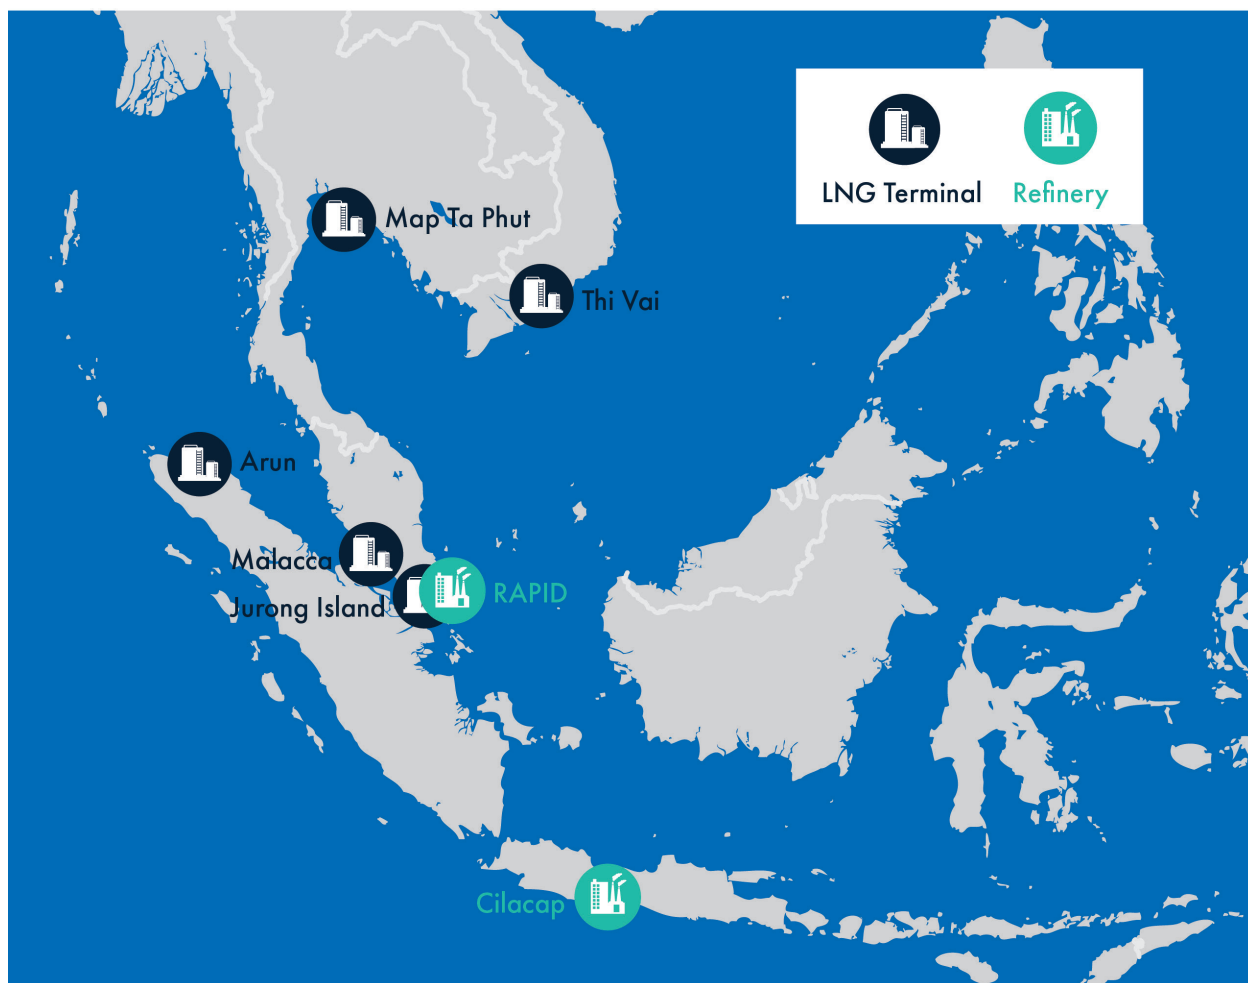 LNG Terminal
Refinery
Map Ta Phut
Thi Vai
Arun
Malacca
Jurong Island
RAPID
Cilacap